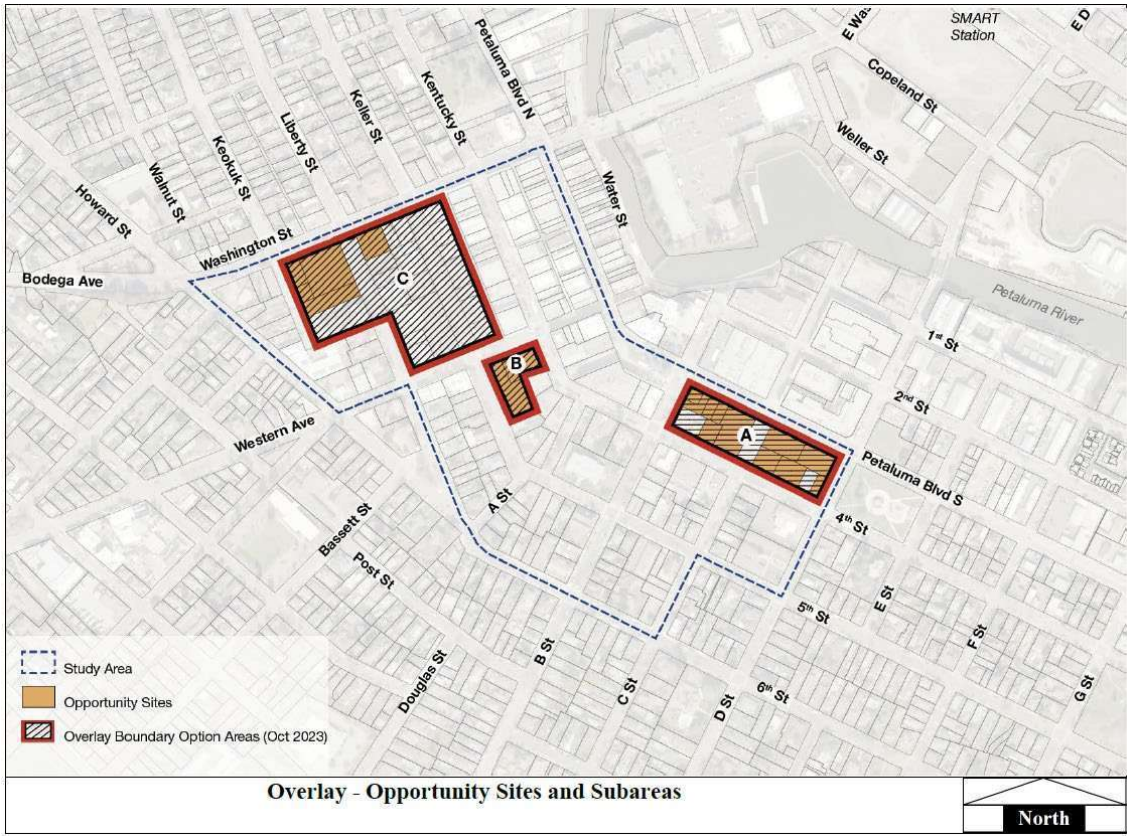 SMART
Station
E Was
E D
Copeland St
Weller St
Petaluma Blvd N
Kentucky St
Keller St
Liberty St
Keokuk St
Walnut St
Howard St
Water St
Washington St
Bodega Ave
C
Petaluma River
1st St
B
2nd St
A
Western Ave
Petaluma Blvd S
A St
4th St
Bassett St
Post St
E St
5th St
F St
B St
Douglas St
C St
6th St
D St
G St
Study Area
Opportunity Sites
Overlay Boundary Option Areas (Oct 2023)
Overlay - Opportunity Sites and Subareas
North